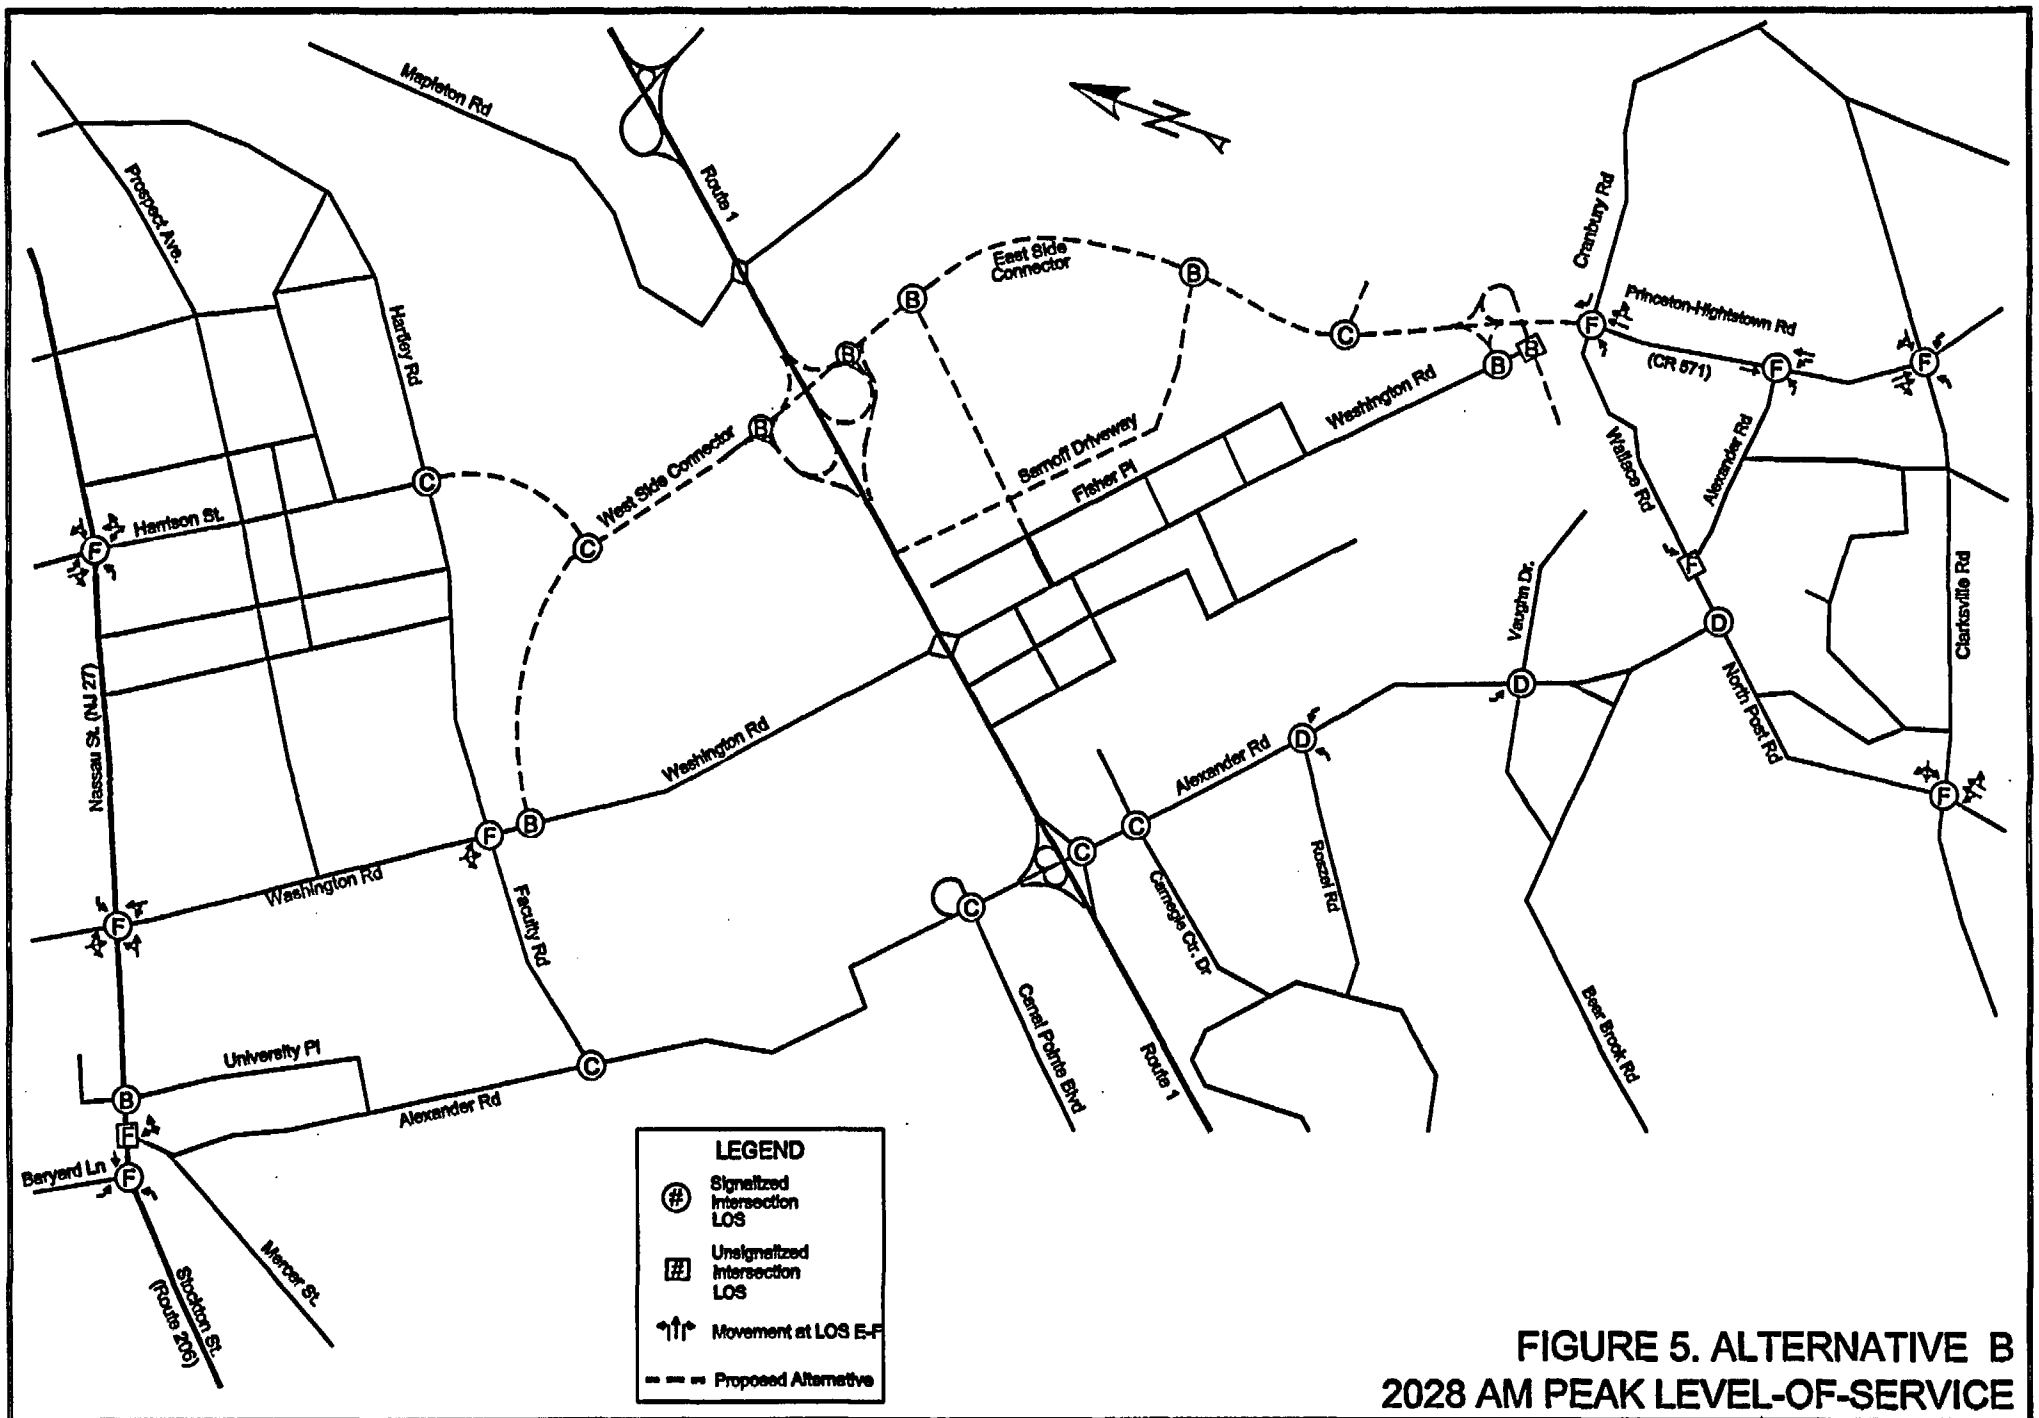 Mapleton Rd
Prospect Ave.
Route 1
N
Cranbury Rd
East Side
Connector
B
B
Princeton-Hightstown Rd
Hartley Rd
B
C
F
B
B
F
F
(CR 571)
Washington Rd
B
West Side Connector
Sarnoff Driveway
Fisher Pl
Wallace Rd
Alexander Rd
C
Harrison St.
C
F
F
Vaughn Dr.
Clarksville Rd
D
Nassau St. (NJ 27)
D
North Post Rd
Washington Rd
D
Alexander Rd
F
F
B
C
C
Roszel Rd
Washington Rd
F
Faculty Rd
C
Carnegie Ctr. Dr
Canal Pointe Blvd
Route 1
Bear Brook Rd
University Pl
C
B
Alexander Rd
F
Baryard Ln
F
Mercer St.
Stockton St.
(Route 206)
LEGEND
# Signalized
Intersection
LOS
# Unsignalized
Intersection
LOS
Movement at LOS E-F
Proposed Alternative
FIGURE 5. ALTERNATIVE B
2028 AM PEAK LEVEL-OF-SERVICE